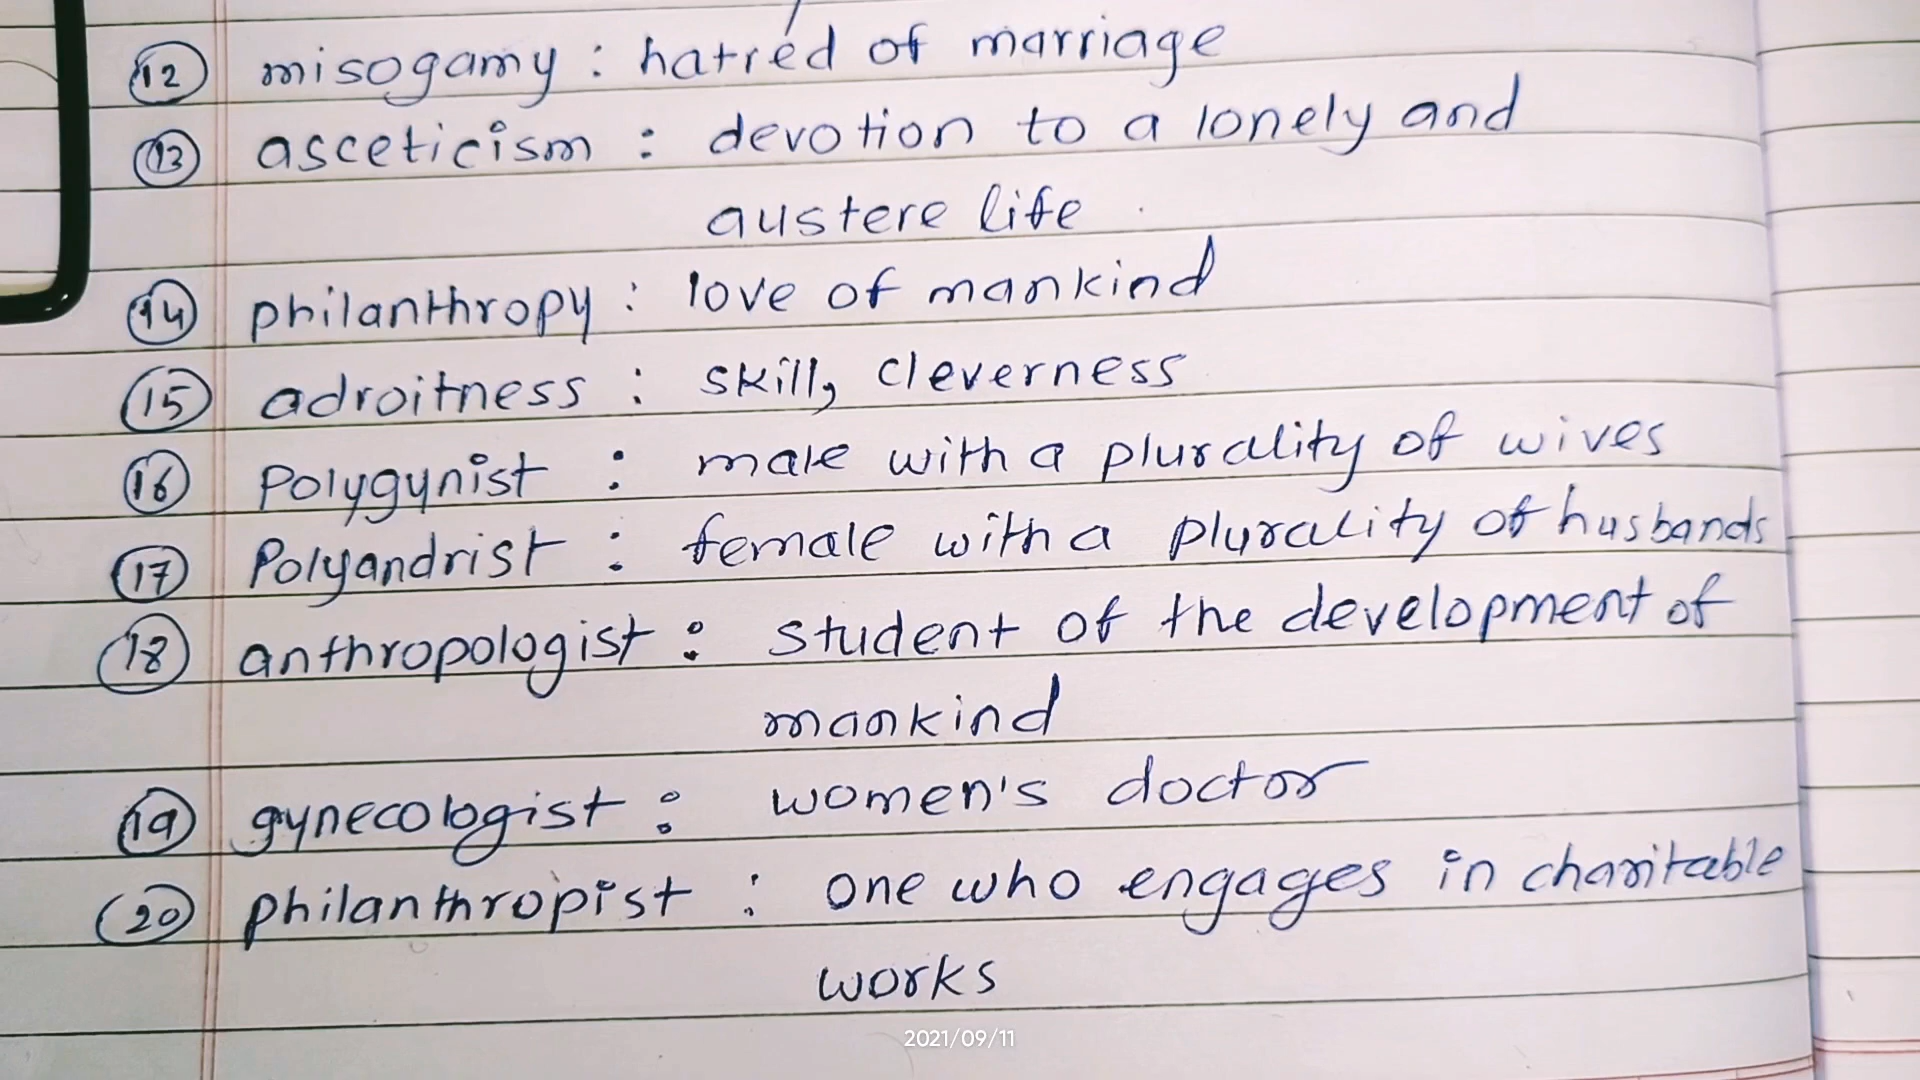 12 misogamy : hatred of marriage
13 asceticism : devotion to a lonely and
austere life
14 philanthropy : love of mankind
15 adroitness : skill, cleverness
16 Polygynist : male with a plurality of wives
17 Polyandrist : female with a plurality of husbands
18 anthropologist : student of the development of
mankind
19 gynecologist : women's doctor
20 philanthropist : one who engages in charitable
works
2021/09/11